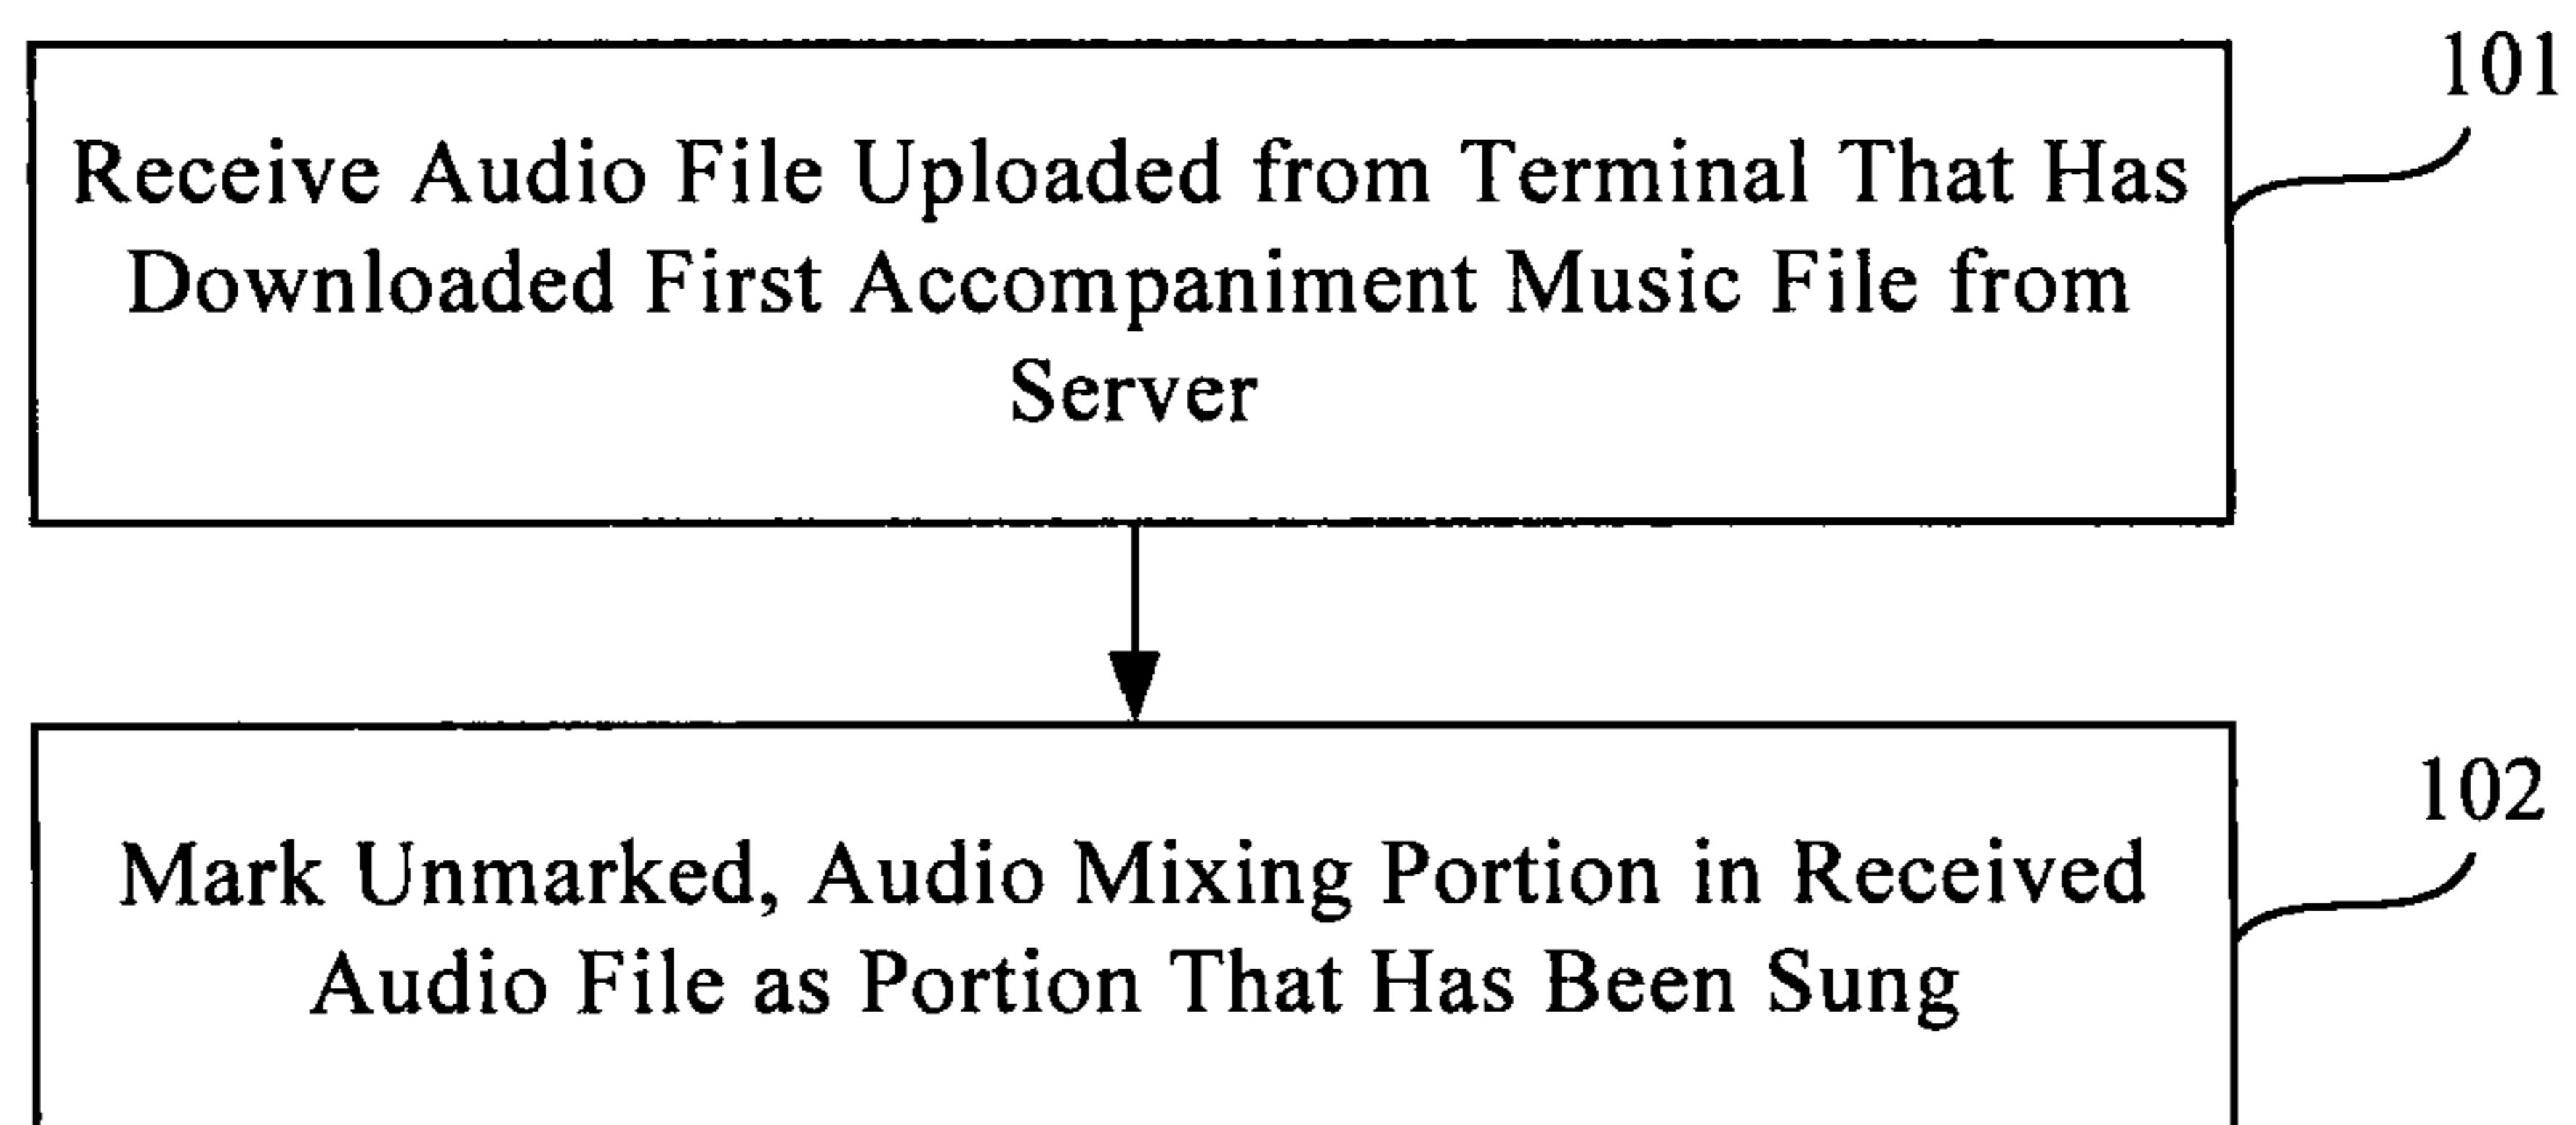 101
Receive Audio File Uploaded from Terminal That Has
Downloaded First Accompaniment Music File from
Server
102
Mark Unmarked, Audio Mixing Portion in Received
Audio File as Portion That Has Been Sung